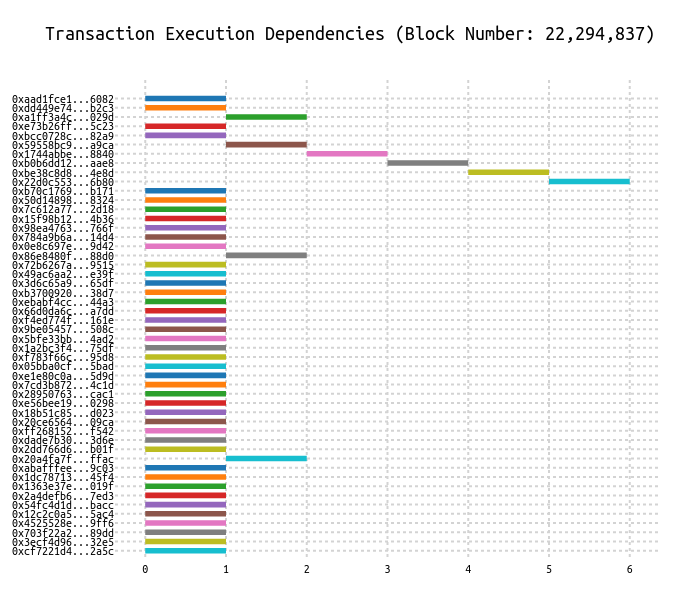 Transaction Execution Dependencies (Block Number: 22,294,837)
0xaad1fce1...6082
0xdd449e74...b2c3
0xa1ff3a4c...029d
0xe73b26ff...5c23
0xbcc0728c...82a9
0x59558bc9...a9ca
0x1744abbe...8840
0xb0b6dd12...aae8
0xbe38c8d8...4e8d
0x22d0c553...6b80
0xb70c1769...b171
0x50d14898...8324
0x7c612a77...2d18
0x15f98b12...4b36
0x98ea4763...766f
0x784a9b6a...14d4
0x0e8c697e...9d42
0x86e8480f...88d0
0x72b6267a...9515
0x49ac6aa2...e39f
0x3d6c65a9...65df
0xb3700920...38d7
0xebabf4cc...44a3
0x66d0da6c...a7dd
0xf4ed774f...161e
0x9be05457...508c
0x5bfe33bb...4ad2
0x1a2bc3f4...75df
0xf783f66c...95d8
0x05bba0cf...5bad
0xe1e80c0a...5d9d
0x7cd3b872...4c1d
0x28950763...cac1
0xe56bee19...0298
0x18b51c85...d023
0x20ce6564...09ca
0xff268152...f542
0xdade7b30...3d6e
0x2dd766d6...b01f
0x20a4fa7f...ffac
0xabafffee...9c03
0x1dc78713...45f4
0x1363e37e...019f
0x2a4defb6...7ed3
0x54fc4d1d...bacc
0x12c2c0a5...5ac4
0x4525528e...9ff6
0x703f22a2...89dd
0x3ecf4d96...32e5
0xcf7221d4...2a5c
0 1 2 3 4 5 6